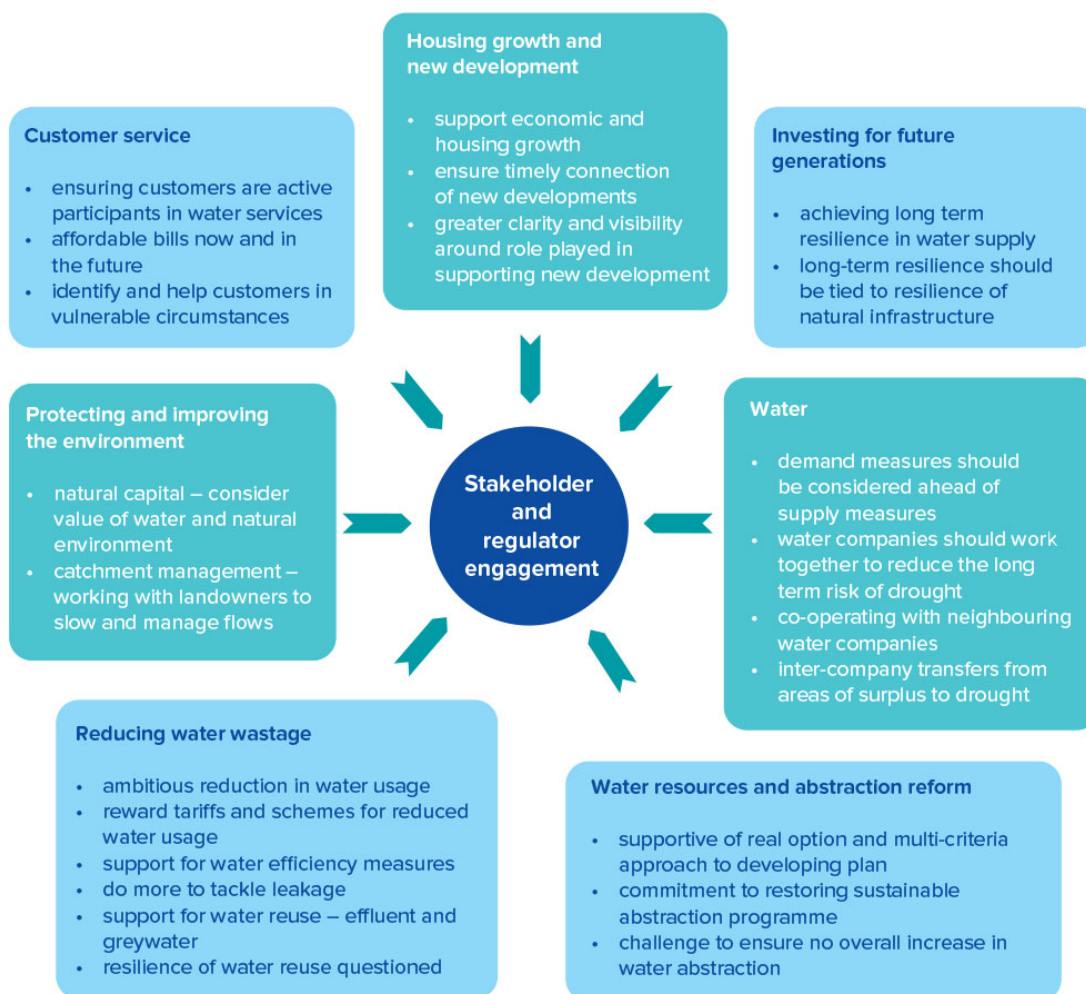 Housing growth and
new development
• support economic and
housing growth
• ensure timely connection
of new developments
• greater clarity and visibility
around role played in
supporting new development
Customer service
• ensuring customers are active
participants in water services
• affordable bills now and in
the future
• identify and help customers in
vulnerable circumstances
Investing for future
generations
• achieving long term
resilience in water supply
• long-term resilience should
be tied to resilience of
natural infrastructure
Protecting and improving
the environment
• natural capital – consider
value of water and natural
environment
• catchment management –
working with landowners to
slow and manage flows
Stakeholder
and
regulator
engagement
Water
• demand measures should
be considered ahead of
supply measures
• water companies should work
together to reduce the long
term risk of drought
• co-operating with neighbouring
water companies
• inter-company transfers from
areas of surplus to drought
Reducing water wastage
• ambitious reduction in water usage
• reward tariffs and schemes for reduced
water usage
• support for water efficiency measures
• do more to tackle leakage
• support for water reuse – effluent and
greywater
• resilience of water reuse questioned
Water resources and abstraction reform
• supportive of real option and multi-criteria
approach to developing plan
• commitment to restoring sustainable
abstraction programme
• challenge to ensure no overall increase in
water abstraction